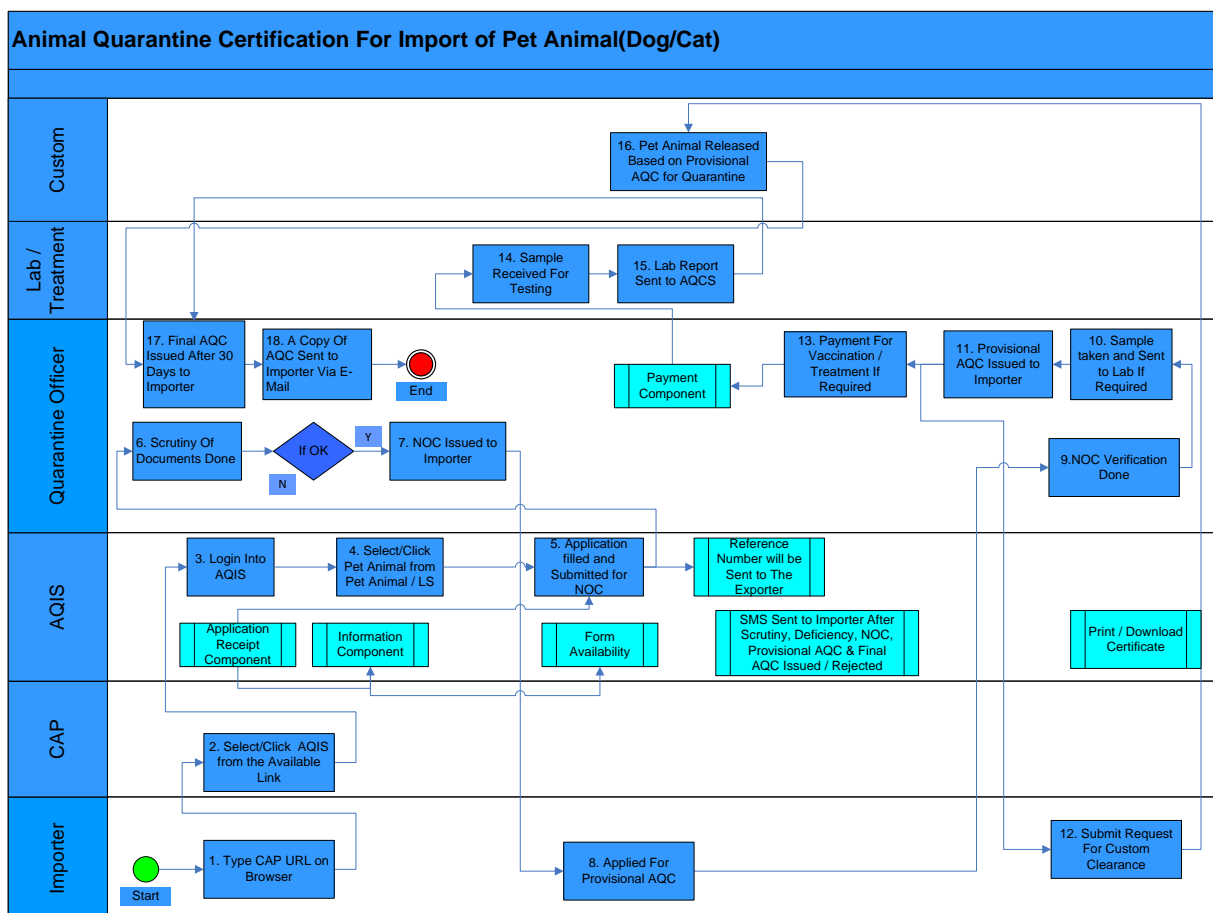 Animal Quarantine Certification For Import of Pet Animal(Dog/Cat)
Custom
16. Pet Animal Released
Based on Provisional
AQC for Quarantine
Lab /
Treatment
14. Sample
Received For
Testing
15. Lab Report
Sent to AQCS
Quarantine Officer
17. Final AQC
Issued After 30
Days to
Importer
18. A Copy Of
AQC Sent to
Importer Via E-
Mail
End
Payment
Component
13. Payment For
Vaccination /
Treatment If
Required
11. Provisional
AQC Issued to
Importer
10. Sample
taken and Sent
to Lab If
Required
6. Scrutiny Of
Documents Done
If OK
Y
N
7. NOC Issued to
Importer
9.NOC Verification
Done
AQIS
3. Login Into
AQIS
4. Select/Click
Pet Animal from
Pet Animal / LS
5. Application
filled and
Submitted for
NOC
Reference
Number will be
Sent to The
Exporter
Application
Receipt
Component
Information
Component
Form
Availability
SMS Sent to Importer After
Scrutiny, Deficiency, NOC,
Provisional AQC & Final
AQC Issued / Rejected
Print / Download
Certificate
CAP
2. Select/Click AQIS
from the Available
Link
Importer
Start
1. Type CAP URL on
Browser
8. Applied For
Provisional AQC
12. Submit Request
For Custom
Clearance